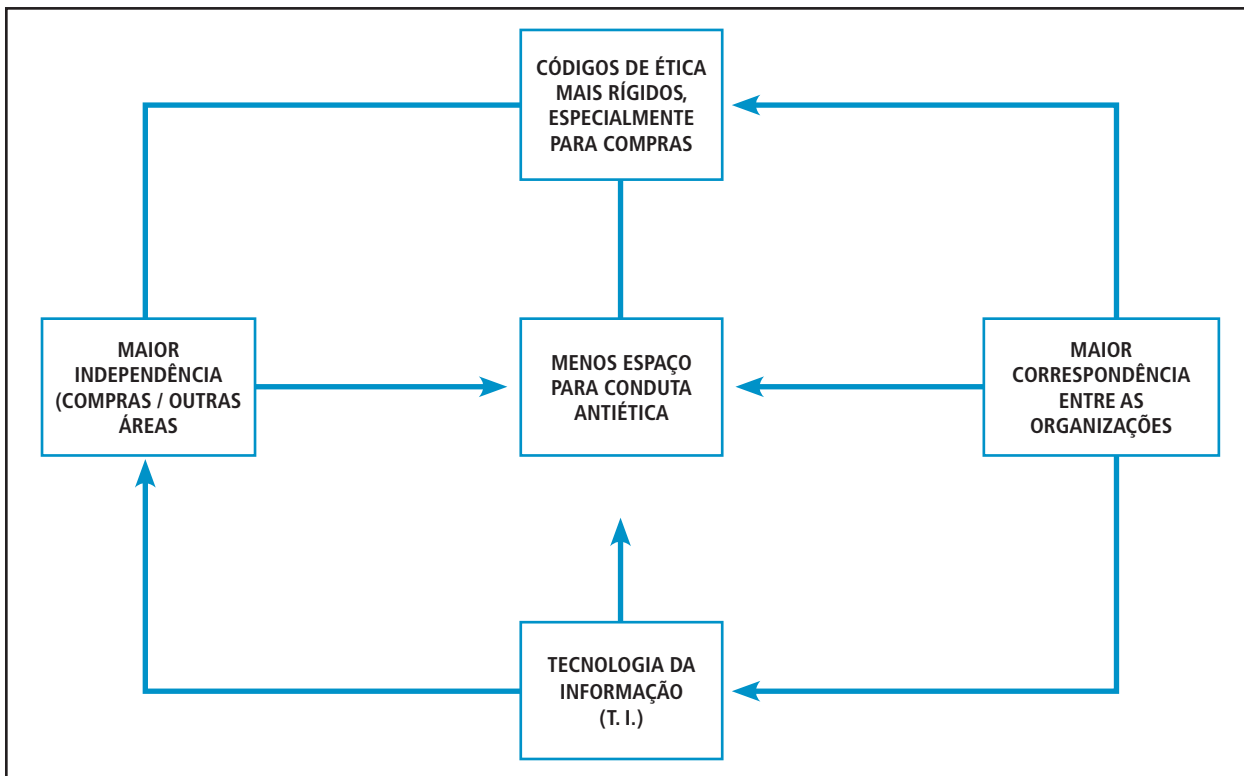 CÓDIGOS DE ÉTICA
MAIS RÍGIDOS,
ESPECIALMENTE
PARA COMPRAS
MAIOR
INDEPENDÊNCIA
(COMPRAS / OUTRAS
ÁREAS
MENOS ESPAÇO
PARA CONDUTA
ANTIÉTICA
MAIOR
CORRESPONDÊNCIA
ENTRE AS
ORGANIZAÇÕES
TECNOLOGIA DA
INFORMAÇÃO
(T. I.)